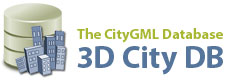 The CityGML Database
3D City DB